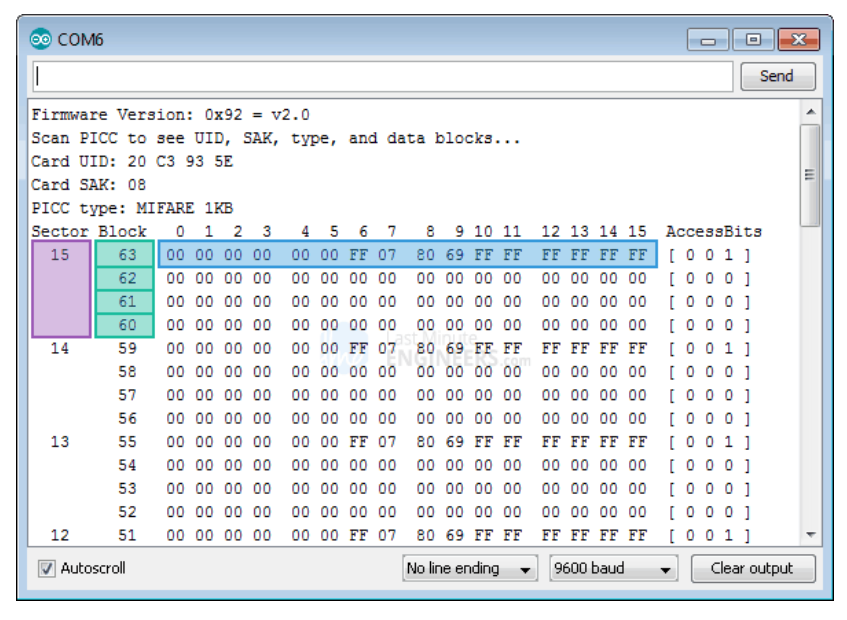 COM6
Send
Firmware Version: 0x92 = v2.0
Scan PICC to see UID, SAK, type, and data blocks...
Card UID: 20 C3 93 5E
Card SAK: 08
PICC type: MIFARE 1KB
Sector Block 0 1 2 3 4 5 6 7 8 9 10 11 12 13 14 15 AccessBits
15 63 00 00 00 00 00 00 FF 07 80 69 FF FF FF FF FF FF [ 0 0 1 ]
62 00 00 00 00 00 00 00 00 00 00 00 00 00 00 00 00 [ 0 0 0 ]
61 00 00 00 00 00 00 00 00 00 00 00 00 00 00 00 00 [ 0 0 0 ]
60 00 00 00 00 00 00 00 00 00 00 00 00 00 00 00 00 [ 0 0 0 ]
Last Minute
ENGINEERS.com
14 59 00 00 00 00 00 00 FF 07 80 69 FF FF FF FF FF FF [ 0 0 1 ]
58 00 00 00 00 00 00 00 00 00 00 00 00 00 00 00 00 [ 0 0 0 ]
57 00 00 00 00 00 00 00 00 00 00 00 00 00 00 00 00 [ 0 0 0 ]
56 00 00 00 00 00 00 00 00 00 00 00 00 00 00 00 00 [ 0 0 0 ]
13 55 00 00 00 00 00 00 FF 07 80 69 FF FF FF FF FF FF [ 0 0 1 ]
54 00 00 00 00 00 00 00 00 00 00 00 00 00 00 00 00 [ 0 0 0 ]
53 00 00 00 00 00 00 00 00 00 00 00 00 00 00 00 00 [ 0 0 0 ]
52 00 00 00 00 00 00 00 00 00 00 00 00 00 00 00 00 [ 0 0 0 ]
12 51 00 00 00 00 00 00 FF 07 80 69 FF FF FF FF FF FF [ 0 0 1 ]
Autoscroll No line ending 9600 baud Clear output